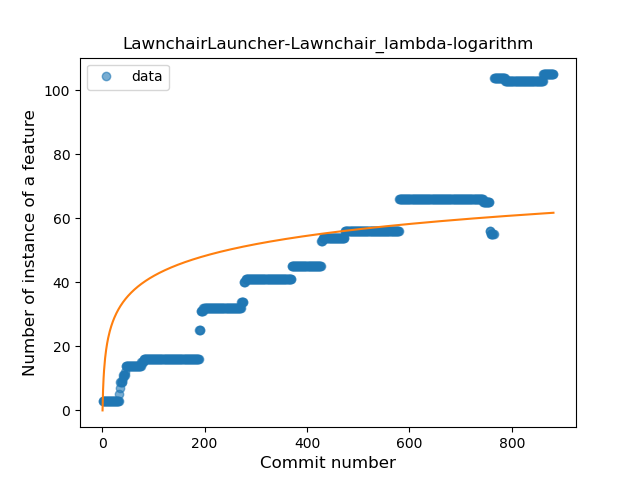 LawnchairLauncher-Lawnchair_lambda-logarithm
data
Number of instance of a feature
100
80
60
40
20
0
0 200 400 600 800
Commit number